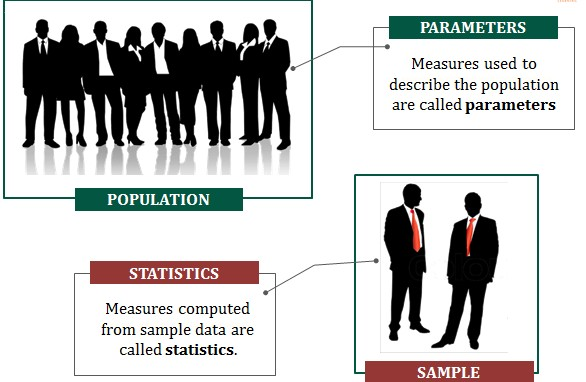 PARAMETERS
Measures used to
describe the population
are called parameters
POPULATION
STATISTICS
Measures computed
from sample data are
called statistics.
SAMPLE